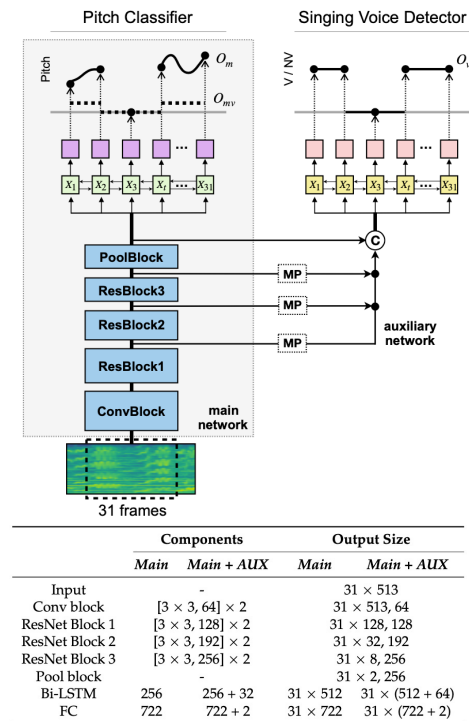 Pitch Classifier
Singing Voice Detector
Pitch
O_m
O_mv
V / NV
X_1 X_2 X_3 X_t ... X_31
X_1 X_2 X_3 X_t ... X_31
C
PoolBlock
MP
ResBlock3
MP
ResBlock2
auxiliary
network
MP
ResBlock1
ConvBlock
main
network
31 frames
Components Output Size
Main Main + AUX Main Main + AUX
Input - 31 × 513
Conv block [3 × 3, 64] × 2 31 × 513, 64
ResNet Block 1 [3 × 3, 128] × 2 31 × 128, 128
ResNet Block 2 [3 × 3, 192] × 2 31 × 32, 192
ResNet Block 3 [3 × 3, 256] × 2 31 × 8, 256
Pool block - 31 × 2, 256
Bi-LSTM 256 256 + 32 31 × 512 31 × (512 + 64)
FC 722 722 + 2 31 × 722 31 × (722 + 2)